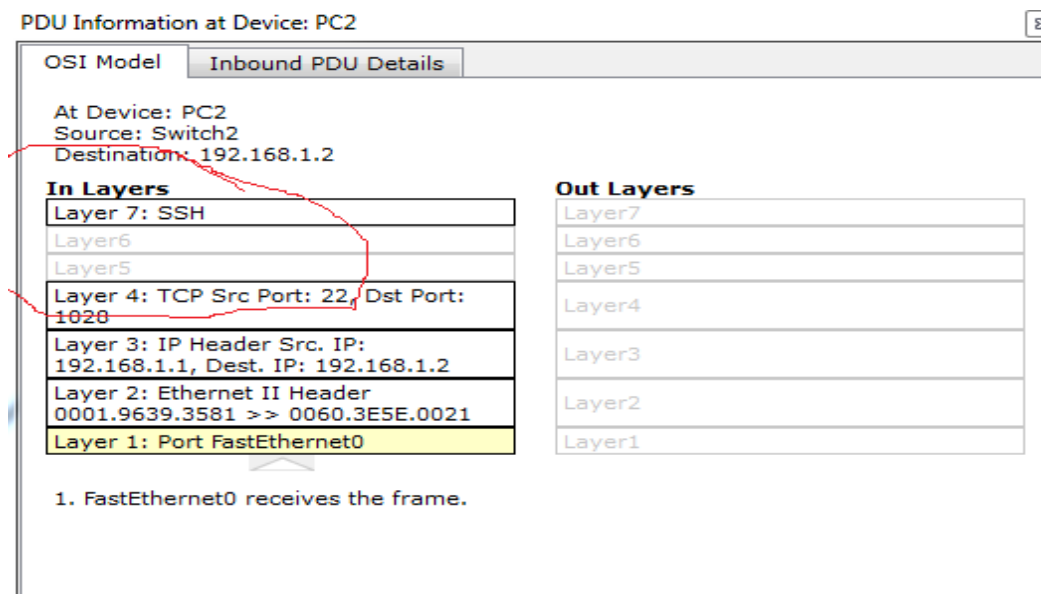 PDU Information at Device: PC2
OSI Model
Inbound PDU Details
At Device: PC2
Source: Switch2
Destination: 192.168.1.2
In Layers
Layer 7: SSH
Layer6
Layer5
Layer 4: TCP Src Port: 22, Dst Port:
1028
Layer 3: IP Header Src. IP:
192.168.1.1, Dest. IP: 192.168.1.2
Layer 2: Ethernet II Header
0001.9639.3581 >> 0060.3E5E.0021
Layer 1: Port FastEthernet0
Out Layers
Layer7
Layer6
Layer5
Layer4
Layer3
Layer2
Layer1
1. FastEthernet0 receives the frame.